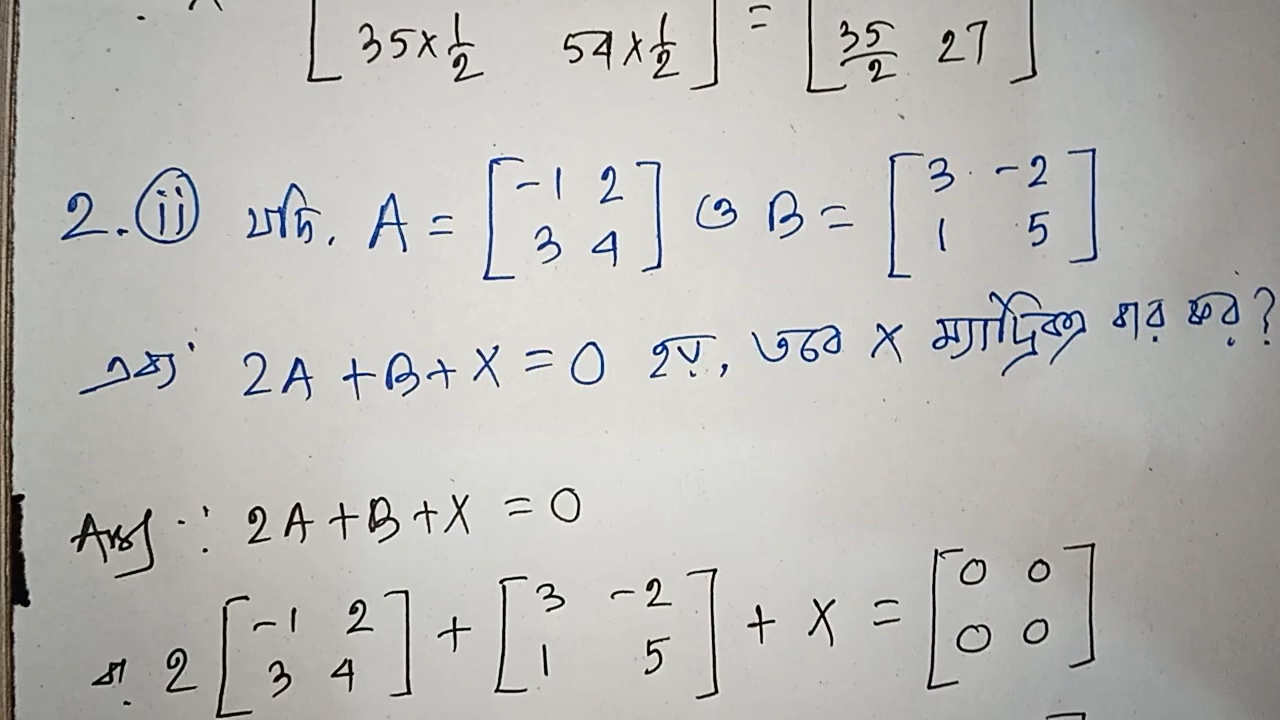 [ 35×1/2 54×1/2 ] = [ 35/2 27 ]
2. (ii) যদি, A = [ -1 2 ; 3 4 ] ও B = [ 3 -2 ; 1 5 ]
এবং 2A + B + X = 0 হয়, তবে X ম্যাট্রিক্স বার কর?
Ans ∵ 2A + B + X = 0
বা, 2 [ -1 2 ; 3 4 ] + [ 3 -2 ; 1 5 ] + X = [ 0 0 ; 0 0 ]